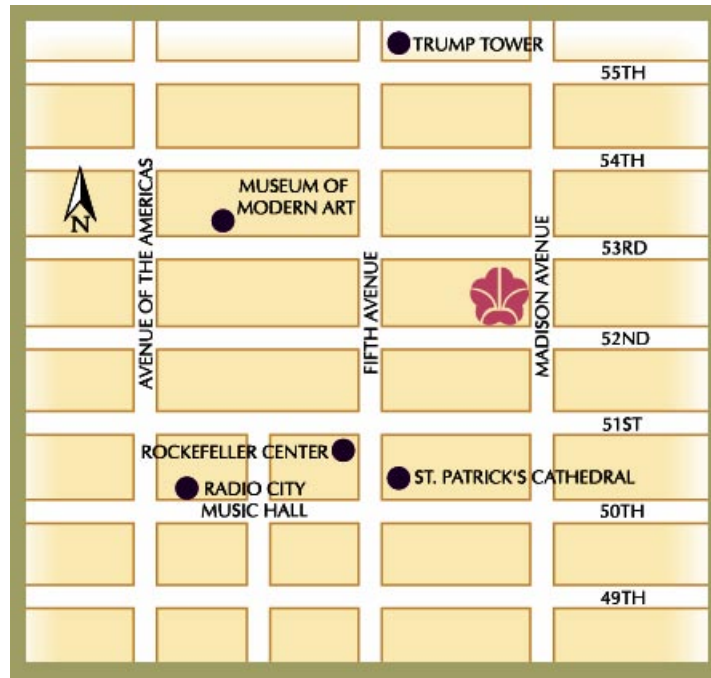 TRUMP TOWER
55TH
54TH
MUSEUM OF
MODERN ART
N
AVENUE OF THE AMERICAS
53RD
FIFTH AVENUE
MADISON AVENUE
52ND
51ST
ROCKEFELLER CENTER
ST. PATRICK'S CATHEDRAL
RADIO CITY
MUSIC HALL
50TH
49TH